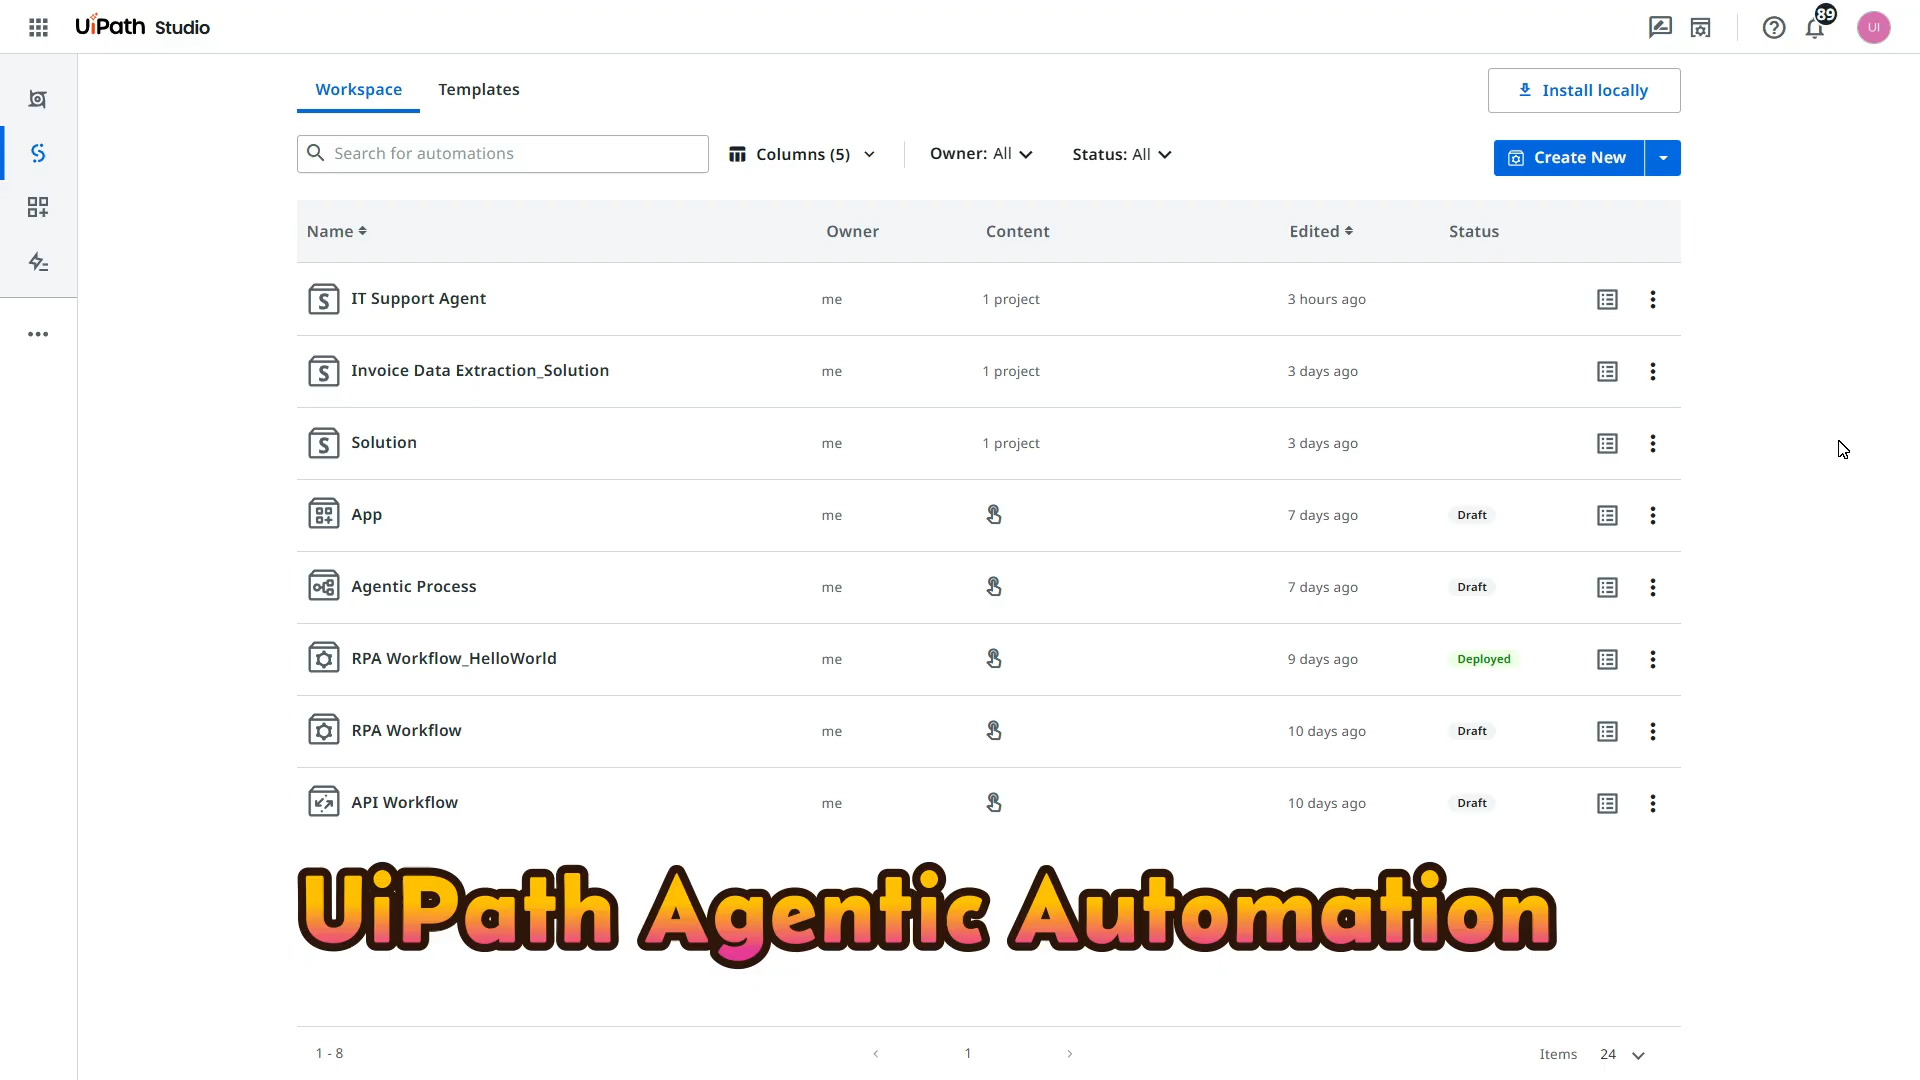 UiPath Studio
89
UI
Workspace Templates
Install locally
Search for automations
Columns (5)
Owner: All
Status: All
Create New
Name Owner Content Edited Status
IT Support Agent me 1 project 3 hours ago
Invoice Data Extraction_Solution me 1 project 3 days ago
Solution me 1 project 3 days ago
App me 7 days ago Draft
Agentic Process me 7 days ago Draft
RPA Workflow_HelloWorld me 9 days ago Deployed
RPA Workflow me 10 days ago Draft
API Workflow me 10 days ago Draft
UiPath Agentic Automation
1 - 8 1 Items 24